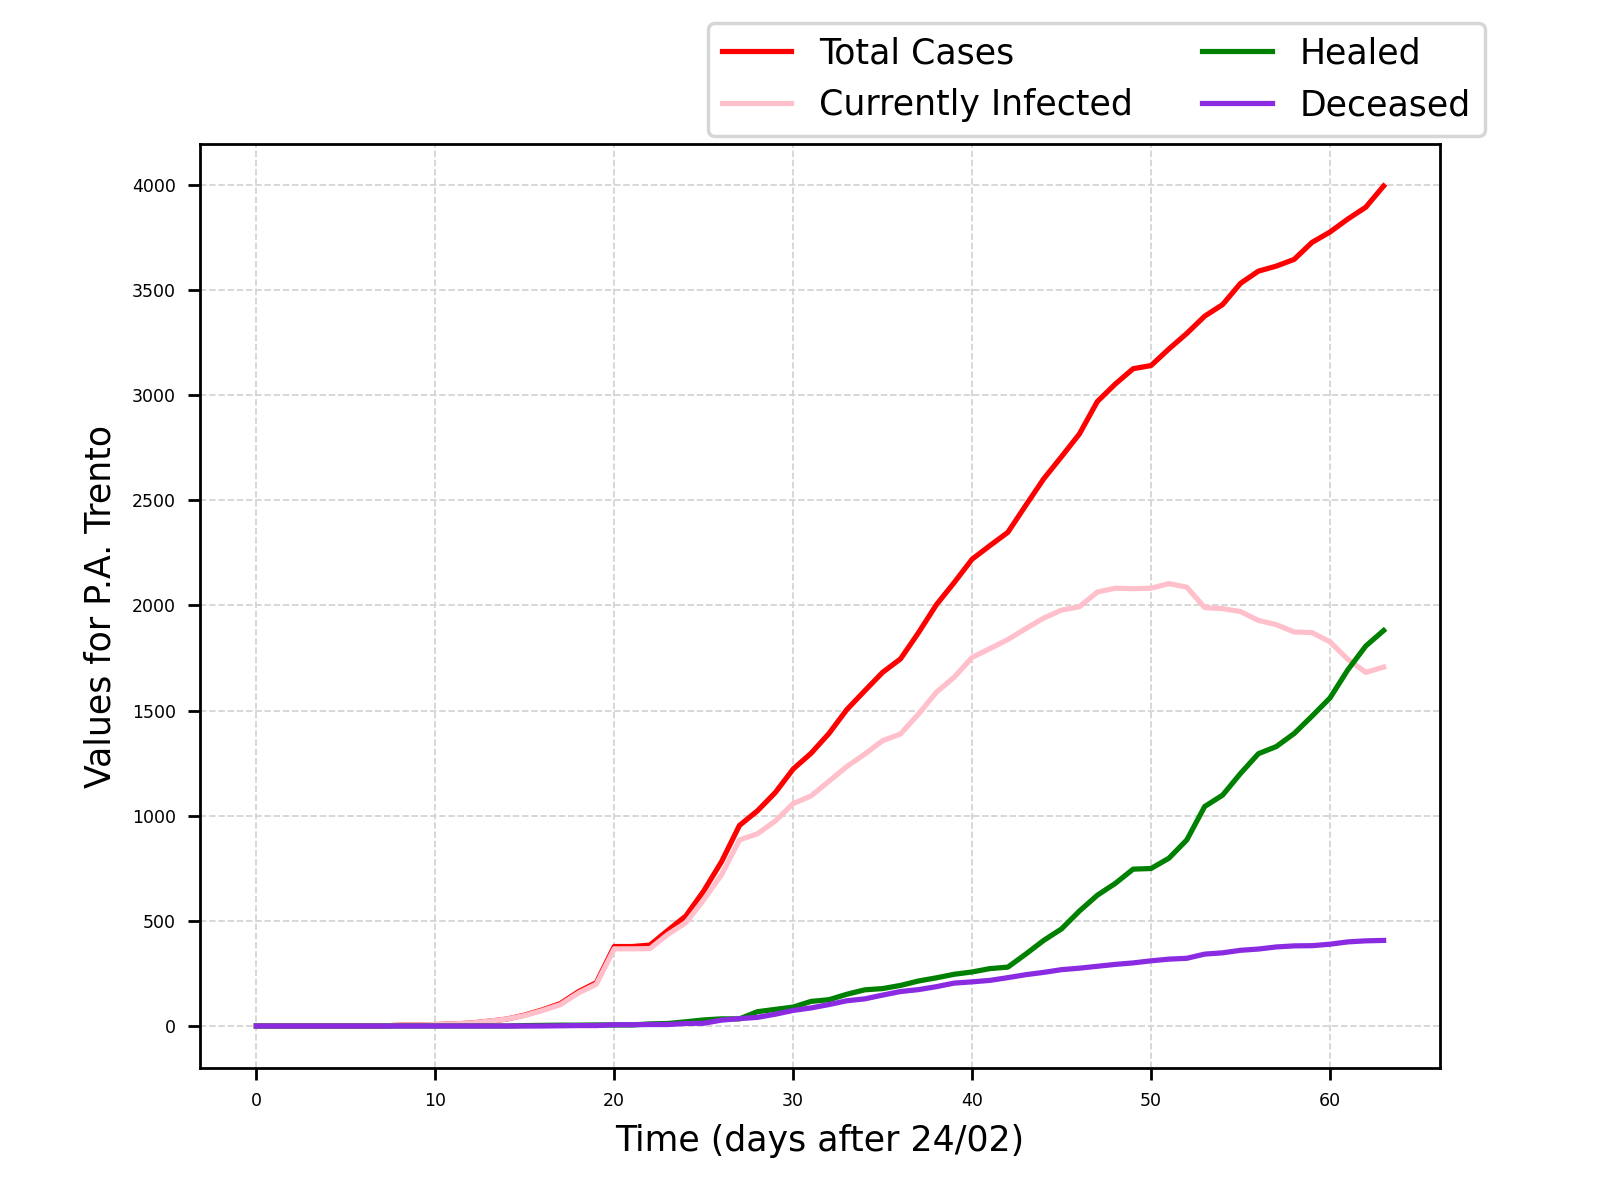 Total Cases
Currently Infected
Healed
Deceased
4000
3500
3000
2500
2000
1500
1000
500
0
Values for P.A. Trento
0 10 20 30 40 50 60
Time (days after 24/02)